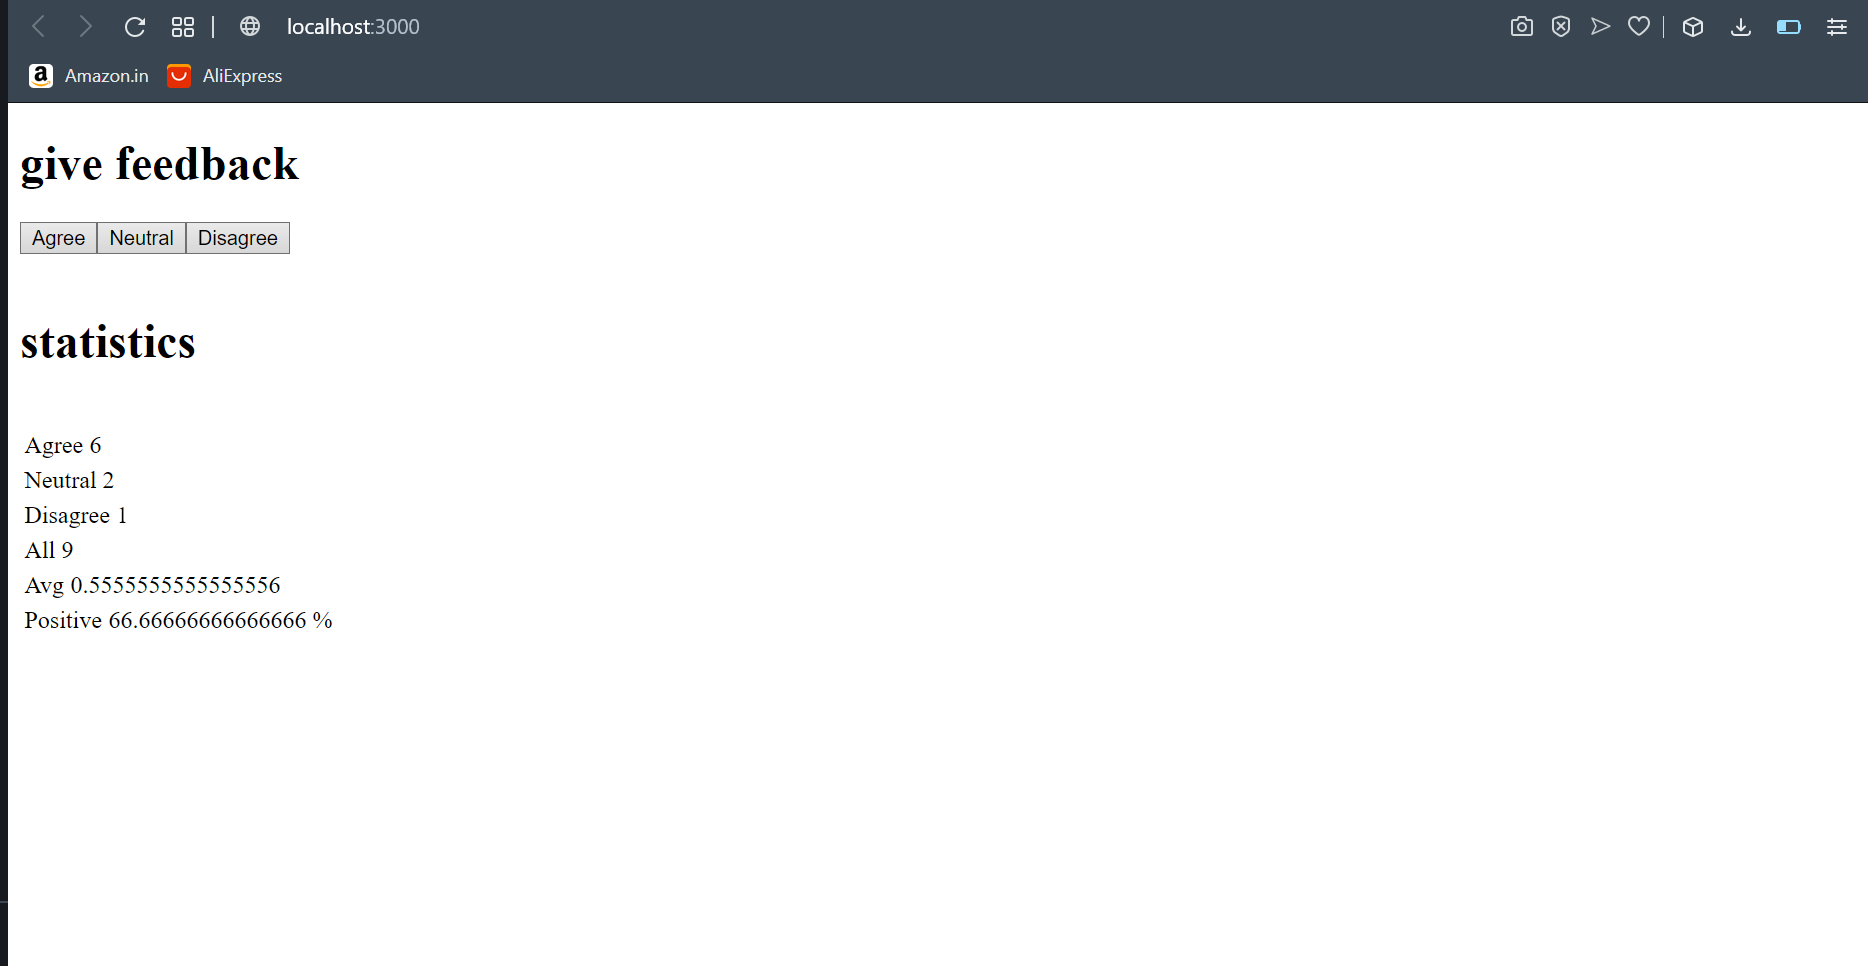 localhost:3000
Amazon.in AliExpress
give feedback
Agree Neutral Disagree
statistics
Agree 6
Neutral 2
Disagree 1
All 9
Avg 0.5555555555555556
Positive 66.66666666666666 %